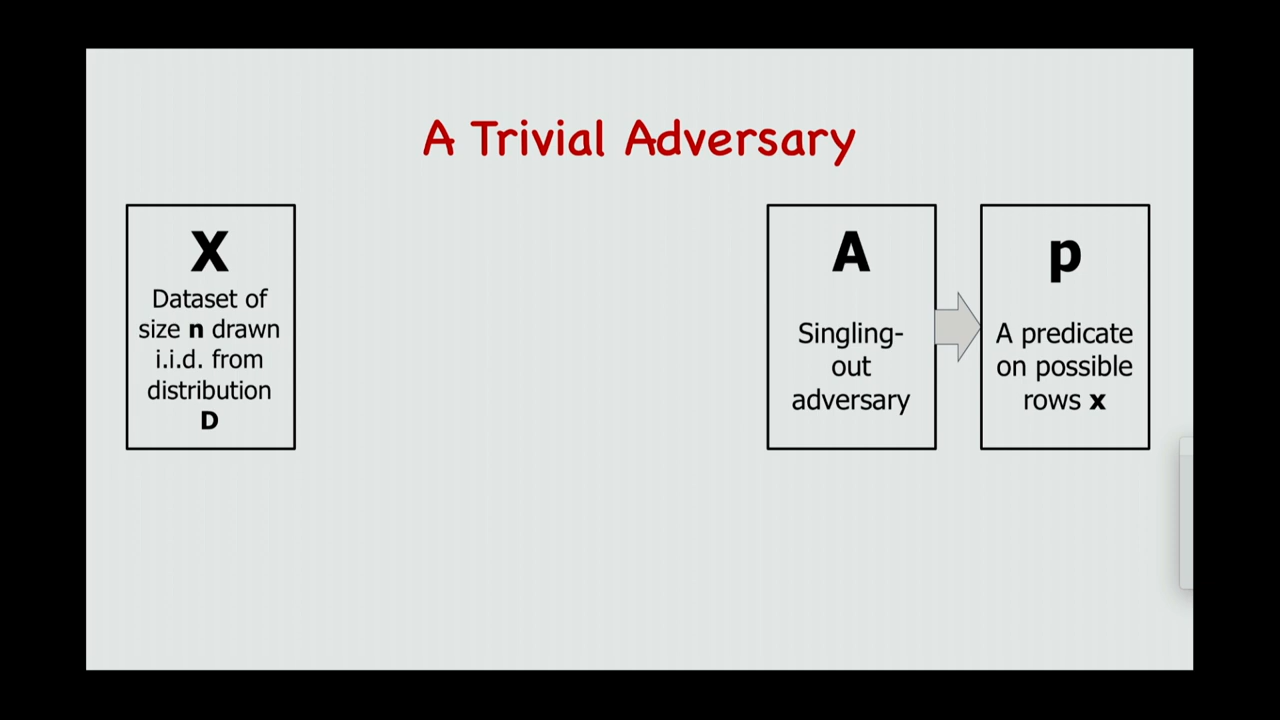 A Trivial Adversary
X
Dataset of
size n drawn
i.i.d. from
distribution
D
A
Singling-
out
adversary
p
A predicate
on possible
rows x